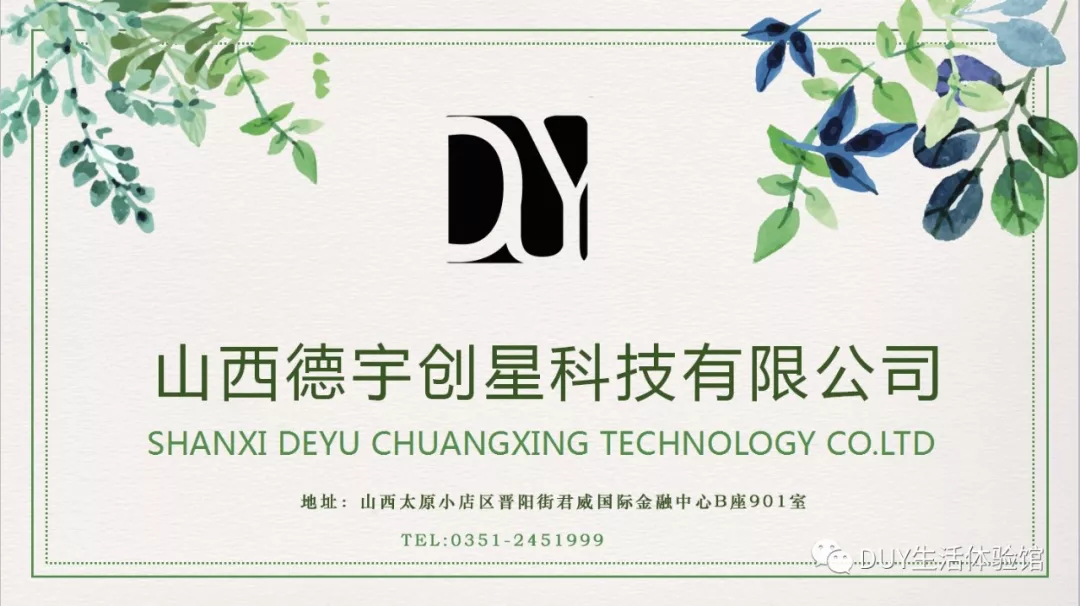 DUY
山西德宇创星科技有限公司
SHANXI DEYU CHUANGXING TECHNOLOGY CO.LTD
地址：山西太原小店区晋阳街君威国际金融中心B座901室
TEL:0351-2451999
DUY生活体验馆